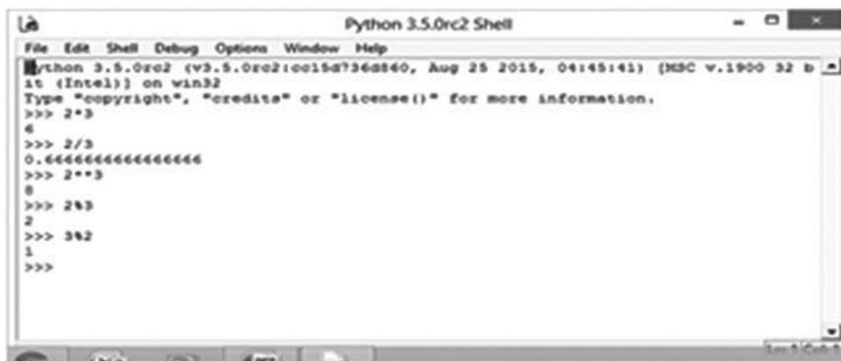 Python 3.5.0rc2 Shell
File Edit Shell Debug Options Window Help
Python 3.5.0rc2 (v3.5.0rc2:cc15d736d860, Aug 25 2015, 04:45:41) [MSC v.1900 32 b
it (Intel)] on win32
Type "copyright", "credits" or "license()" for more information.
>>> 2*3
6
>>> 2/3
0.6666666666666666
>>> 2**3
8
>>> 2%3
2
>>> 3%2
1
>>>